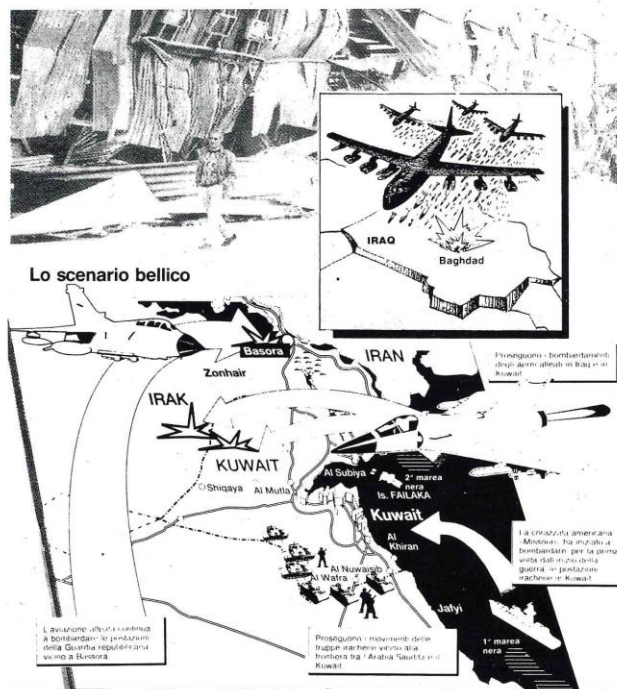 IRAQ
Baghdad
Lo scenario bellico
Basora
IRAN
Zonhair
Proseguono i bombardamenti
degli aerei alleati in Iraq e in
Kuwait
IRAK
KUWAIT
Al Subiya
2ª marea
nera
Shiqaya
Al Mutla
Is. FAILAKA
Kuwait
Al
Khiran
La corazzata americana
«Missouri» ha iniziato a
bombardare per la prima
volta dall'inizio della
guerra le postazioni
irachene in Kuwait
Al Nuwaisib
Al Wafra
Jafyi
L'aviazione alleata continua
a bombardare le postazioni
della Guardia repubblicana
vicino a Bassora
Proseguono i movimenti delle
truppe irachene vicino alla
frontiera tra l'Arabia Saudita e il
Kuwait
1ª marea
nera